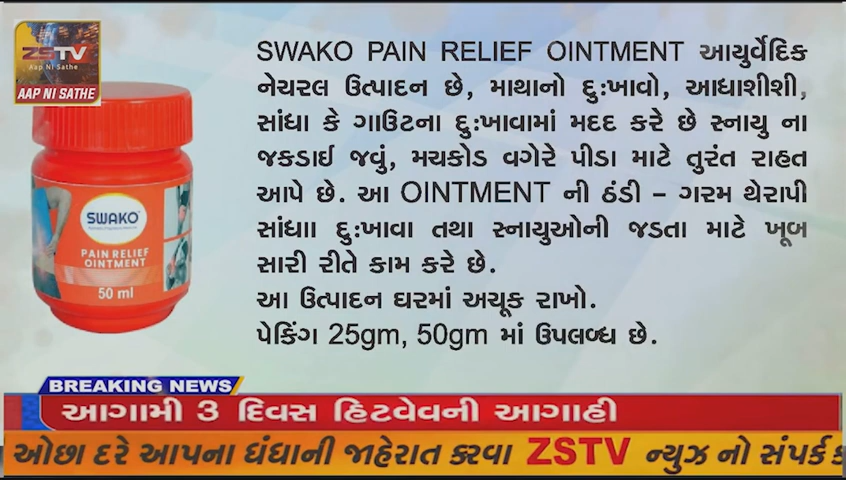 ZSTV
Aap Ni Sathe
AAP NI SATHE
SWAKO PAIN RELIEF OINTMENT આયુર્વેદિક
નેચરલ ઉત્પાદન છે, માથાનો દુઃખાવો, આધાશીશી,
સાંધા કે ગાઉટના દુઃખાવામાં મદદ કરે છે સ્નાયુ ના
જકડાઈ જવું, મચકોડ વગેરે પીડા માટે તુરંત રાહત
આપે છે. આ OINTMENT ની ઠંડી – ગરમ થેરાપી
સાંધાા દુઃખાવા તથા સ્નાયુઓની જડતા માટે ખૂબ
સારી રીતે કામ કરે છે.
આ ઉત્પાદન ઘરમાં અચૂક રાખો.
પેકિંગ 25gm, 50gm માં ઉપલબ્ધ છે.
SWAKO
PAIN RELIEF
OINTMENT
50 ml
BREAKING NEWS
આગામી 3 દિવસ હિટવેવની આગાહી
ઓછા દરે આપના ધંધાની જાહેરાત કરવા ZSTV ન્યુઝ નો સંપર્ક